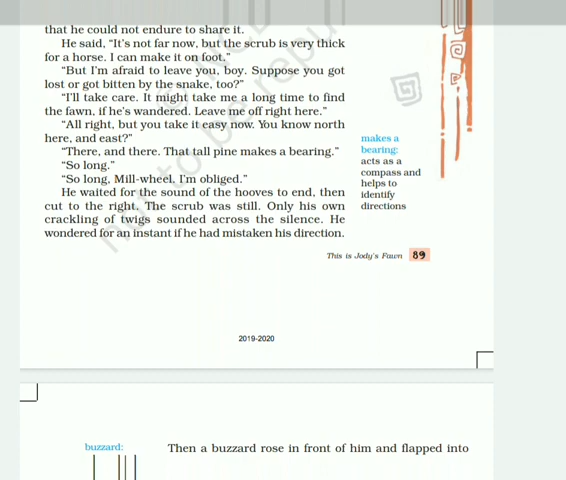 that he could not endure to share it.
He said, “It's not far now, but the scrub is very thick
for a horse. I can make it on foot.”
“But I'm afraid to leave you, boy. Suppose you got
lost or got bitten by the snake, too?”
“I'll take care. It might take me a long time to find
the fawn, if he's wandered. Leave me off right here.”
“All right, but you take it easy now. You know north
here, and east?”
“There, and there. That tall pine makes a bearing.”
“So long.”
“So long, Mill-wheel. I'm obliged.”
He waited for the sound of the hooves to end, then
cut to the right. The scrub was still. Only his own
crackling of twigs sounded across the silence. He
wondered for an instant if he had mistaken his direction.
makes a
bearing:
acts as a
compass and
helps to
identify
directions
This is Jody's Fawn 89
2019-2020
buzzard:
Then a buzzard rose in front of him and flapped into